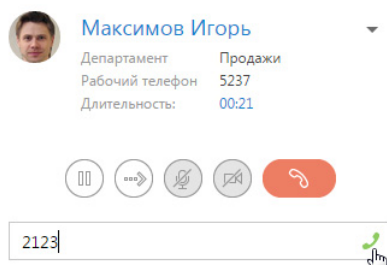 Максимов Игорь
Департамент Продажи
Рабочий телефон 5237
Длительность: 00:21
2123